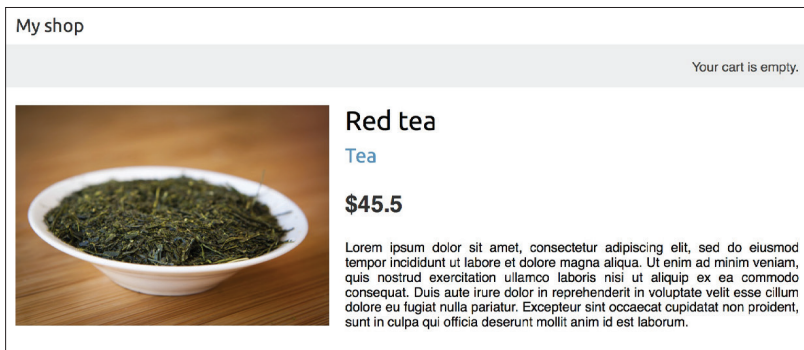 My shop
Your cart is empty.
Red tea
Tea
$45.5
Lorem ipsum dolor sit amet, consectetur adipiscing elit, sed do eiusmod
tempor incididunt ut labore et dolore magna aliqua. Ut enim ad minim veniam,
quis nostrud exercitation ullamco laboris nisi ut aliquip ex ea commodo
consequat. Duis aute irure dolor in reprehenderit in voluptate velit esse cillum
dolore eu fugiat nulla pariatur. Excepteur sint occaecat cupidatat non proident,
sunt in culpa qui officia deserunt mollit anim id est laborum.